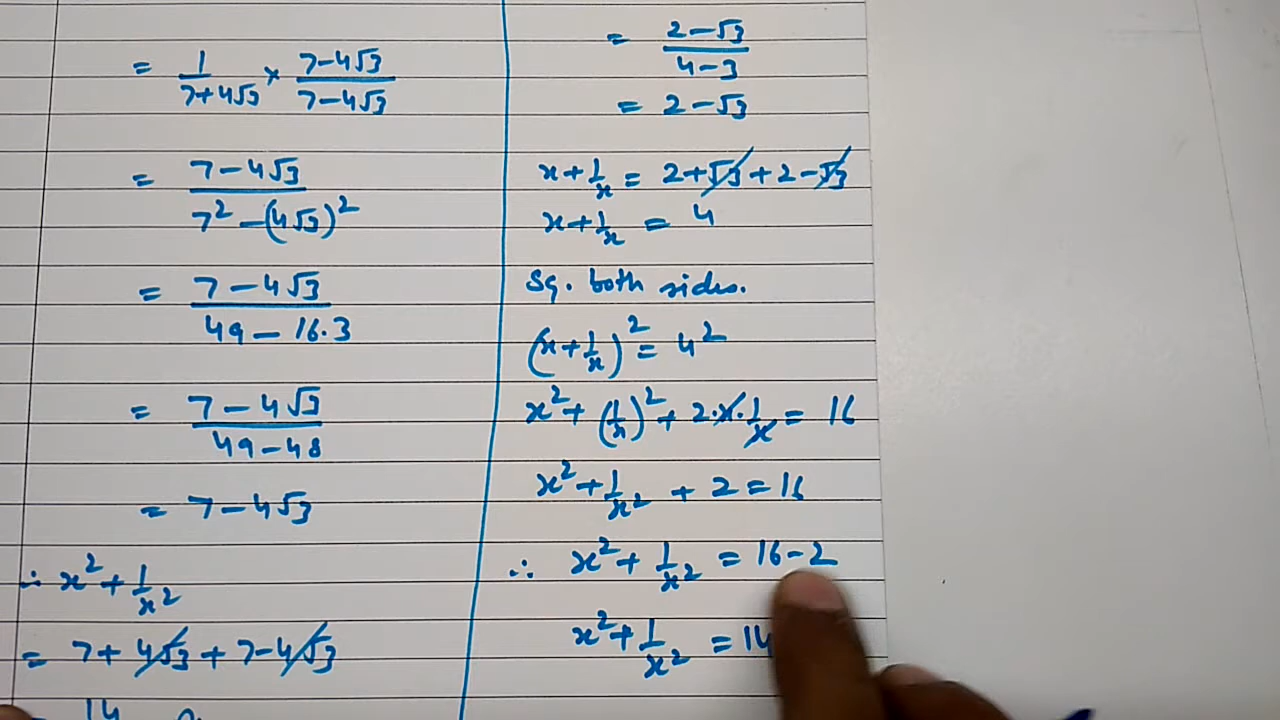 = 1/(7+4√3) × (7-4√3)/(7-4√3)
= (7-4√3)/(7² - (4√3)²)
= (7-4√3)/(49 - 16·3)
= (7-4√3)/(49-48)
= 7-4√3
∴ x² + 1/x²
= 7+4√3+7-4√3
14
= (2-√3)/(4-3)
= 2-√3
x + 1/x = 2+√3+2-√3
x + 1/x = 4
Sq. both sides.
(x + 1/x)² = 4²
x² + (1/x)² + 2·x·1/x = 16
x² + 1/x² + 2 = 16
∴ x² + 1/x² = 16-2
x² + 1/x² = 14